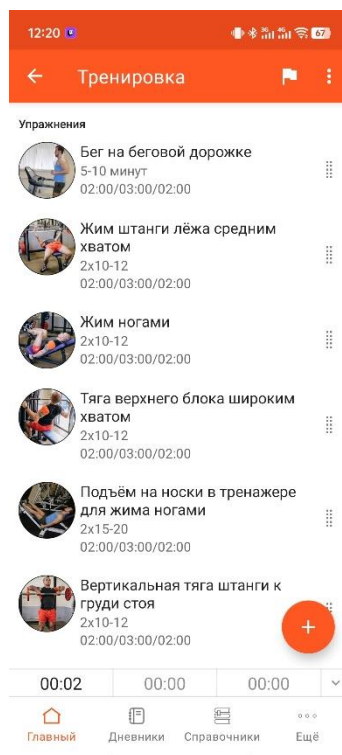 12:20
3G 4G 67
Тренировка
Упражнения
Бег на беговой дорожке
5-10 минут
02:00/03:00/02:00
Жим штанги лёжа средним
хватом
2x10-12
02:00/03:00/02:00
Жим ногами
2x10-12
02:00/03:00/02:00
Тяга верхнего блока широким
хватом
2x10-12
02:00/03:00/02:00
Подъём на носки в тренажере
для жима ногами
2x15-20
02:00/03:00/02:00
Вертикальная тяга штанги к
груди стоя
2x10-12
02:00/03:00/02:00
00:02 00:00 00:00
Главный Дневники Справочники Ещё